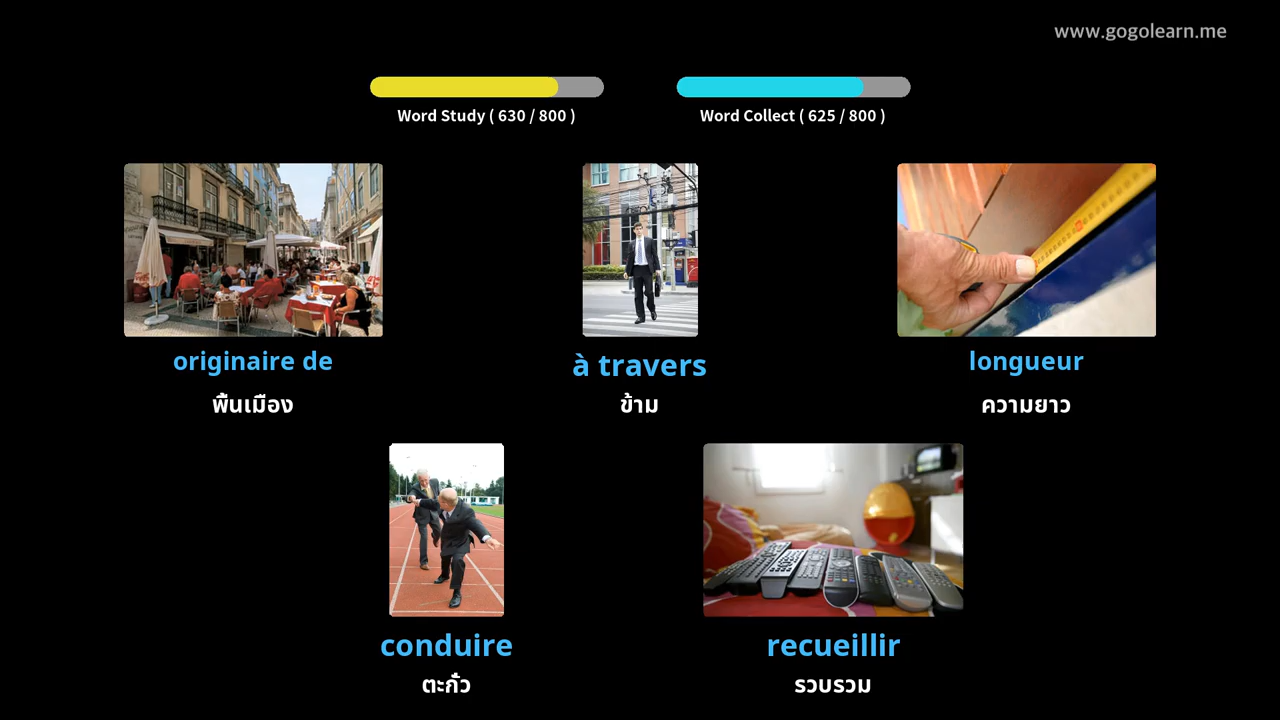 www.gogolearn.me
Word Study ( 630 / 800 )
Word Collect ( 625 / 800 )
originaire de
พื้นเมือง
à travers
ข้าม
longueur
ความยาว
conduire
ตะกั่ว
recueillir
รวบรวม